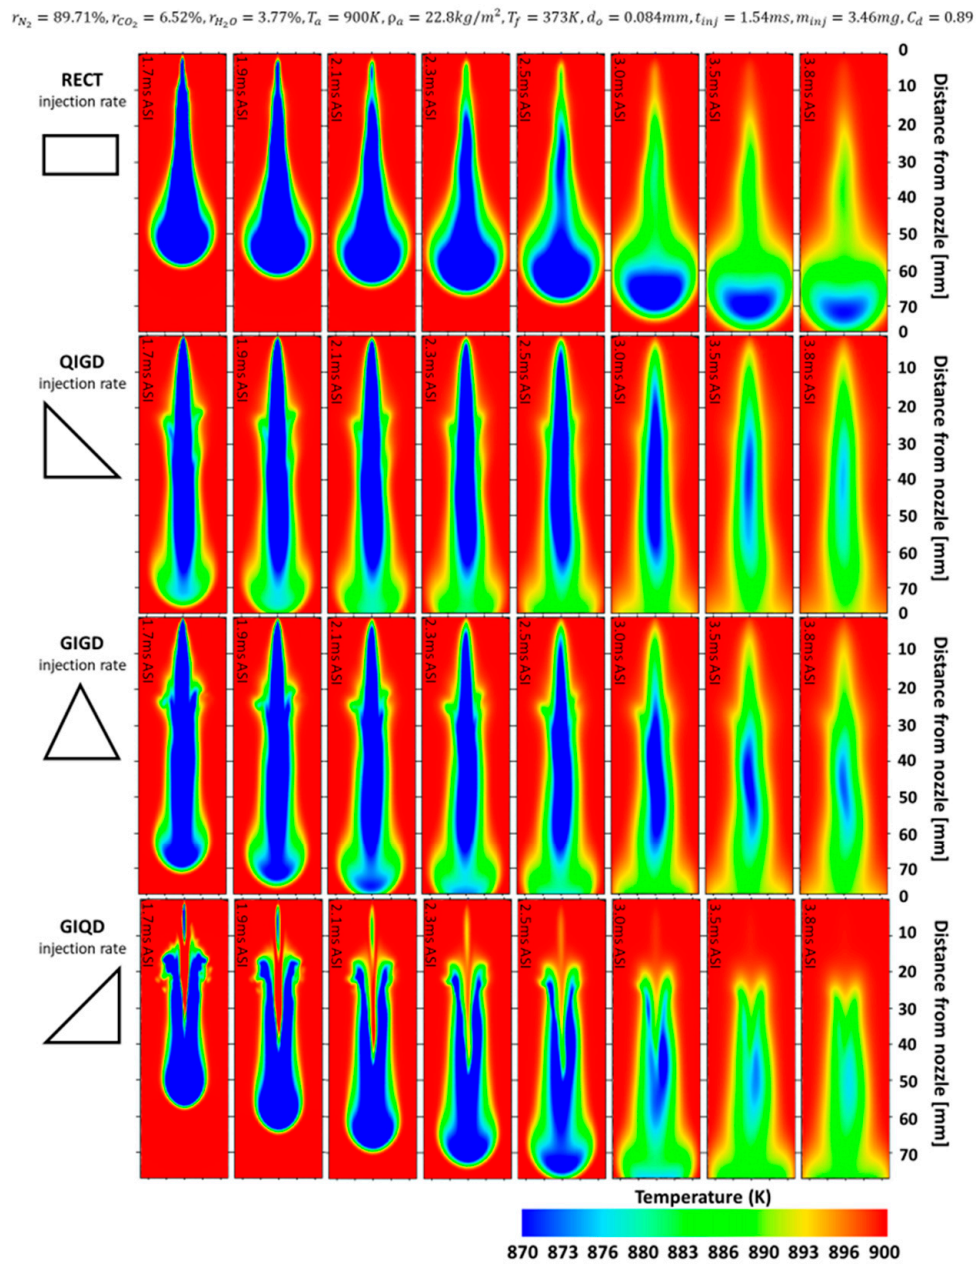 r_N₂ = 89.71%, r_CO₂ = 6.52%, r_H₂O = 3.77%, T_a = 900K, ρ_a = 22.8kg/m², T_f = 373K, d_o = 0.084mm, t_inj = 1.54ms, m_inj = 3.46mg, C_d = 0.89
RECT
injection rate
1.7ms ASI
1.9ms ASI
2.1ms ASI
2.3ms ASI
2.5ms ASI
3.0ms ASI
3.5ms ASI
3.8ms ASI
0
10
20
30
40
50
60
70
Distance from nozzle [mm]
QIGD
injection rate
1.7ms ASI
1.9ms ASI
2.1ms ASI
2.3ms ASI
2.5ms ASI
3.0ms ASI
3.5ms ASI
3.8ms ASI
0
10
20
30
40
50
60
70
Distance from nozzle [mm]
GIGD
injection rate
1.7ms ASI
1.9ms ASI
2.1ms ASI
2.3ms ASI
2.5ms ASI
3.0ms ASI
3.5ms ASI
3.8ms ASI
0
10
20
30
40
50
60
70
Distance from nozzle [mm]
GIQD
injection rate
1.7ms ASI
1.9ms ASI
2.1ms ASI
2.3ms ASI
2.5ms ASI
3.0ms ASI
3.5ms ASI
3.8ms ASI
0
10
20
30
40
50
60
70
Distance from nozzle [mm]
Temperature (K)
870 873 876 880 883 886 890 893 896 900